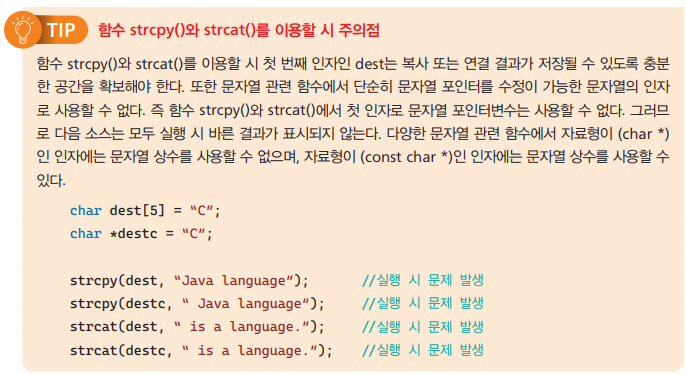 TIP 함수 strcpy()와 strcat()를 이용할 시 주의점
함수 strcpy()와 strcat()를 이용할 시 첫 번째 인자인 dest는 복사 또는 연결 결과가 저장될 수 있도록 충분
한 공간을 확보해야 한다. 또한 문자열 관련 함수에서 단순히 문자열 포인터를 수정이 가능한 문자열의 인자
로 사용할 수 없다. 즉 함수 strcpy()와 strcat()에서 첫 인자로 문자열 포인터변수는 사용할 수 없다. 그러므
로 다음 소스는 모두 실행 시 바른 결과가 표시되지 않는다. 다양한 문자열 관련 함수에서 자료형이 (char *)
인 인자에는 문자열 상수를 사용할 수 없으며, 자료형이 (const char *)인 인자에는 문자열 상수를 사용할 수
있다.
char dest[5] = “C”;
char *destc = “C”;
strcpy(dest, “Java language”); //실행 시 문제 발생
strcpy(destc, “ Java language”); //실행 시 문제 발생
strcat(dest, “ is a language.”); //실행 시 문제 발생
strcat(destc, “ is a language.”); //실행 시 문제 발생